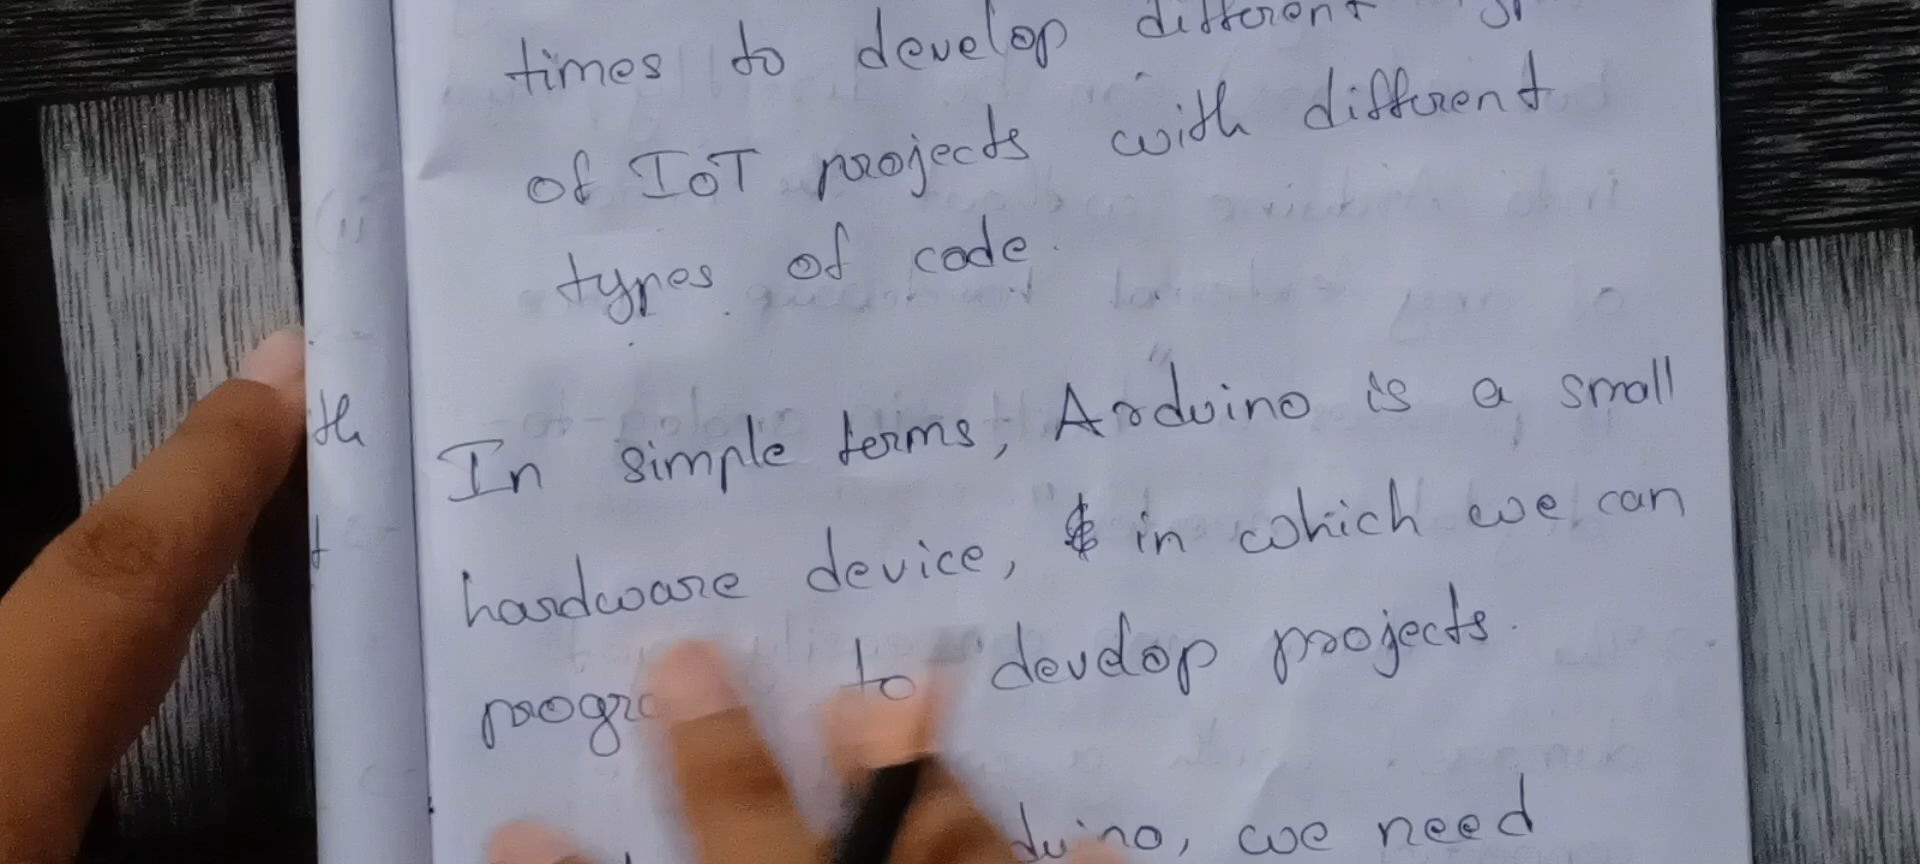 times to develop different
of IoT projects with different
types of code.
th
In simple terms, Arduino is a small
hardware device, in which we can
to develop projects.
we need